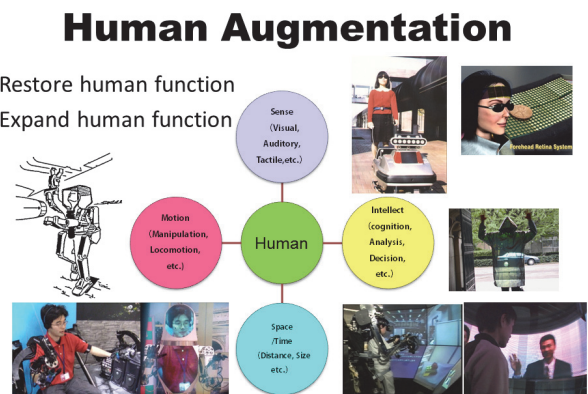 Human Augmentation
Restore human function
Expand human function
Sense
(Visual,
Auditory,
Tactile,etc.)
Forehead Retina System
Motion
(Manipulation,
Locomotion,
etc.)
Human
Intellect
(cognition,
Analysis,
Decision,
etc.)
Space
/Time
(Distance, Size
etc.)